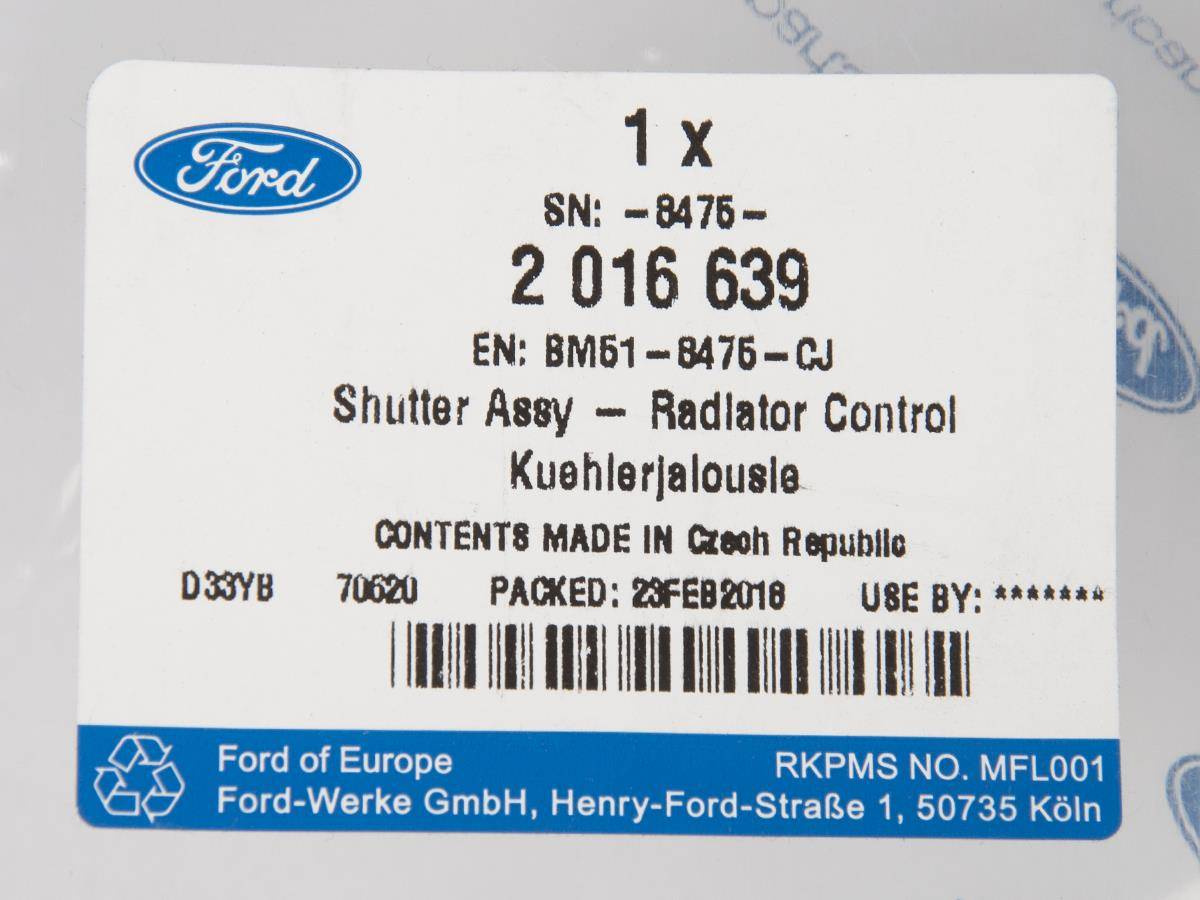 Ford
1 x
SN: -8475-
2 016 639
EN: BM51-8475-CJ
Shutter Assy - Radiator Control
Kuehlerjalousie
CONTENTS MADE IN Czech Republic
D33YB 70620 PACKED: 23FEB2018 USE BY: *******
Ford of Europe
RKPMS NO. MFL001
Ford-Werke GmbH, Henry-Ford-Straße 1, 50735 Köln